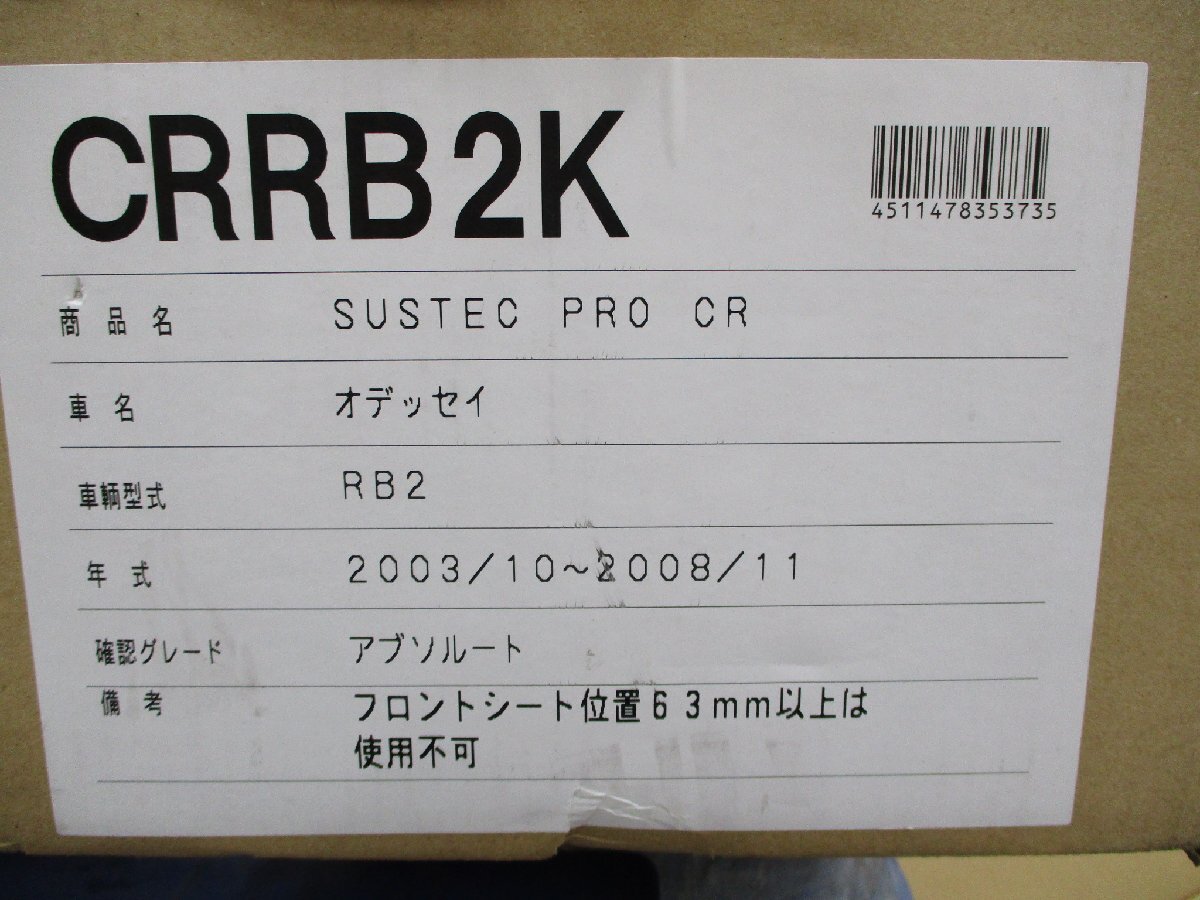 CRRB2K
4511478353735
商品名 SUSTEC PRO CR
車名 オデッセイ
車輌型式 RB2
年式 2003/10~2008/11
確認グレード アブソルート
備考 フロントシート位置63mm以上は
使用不可